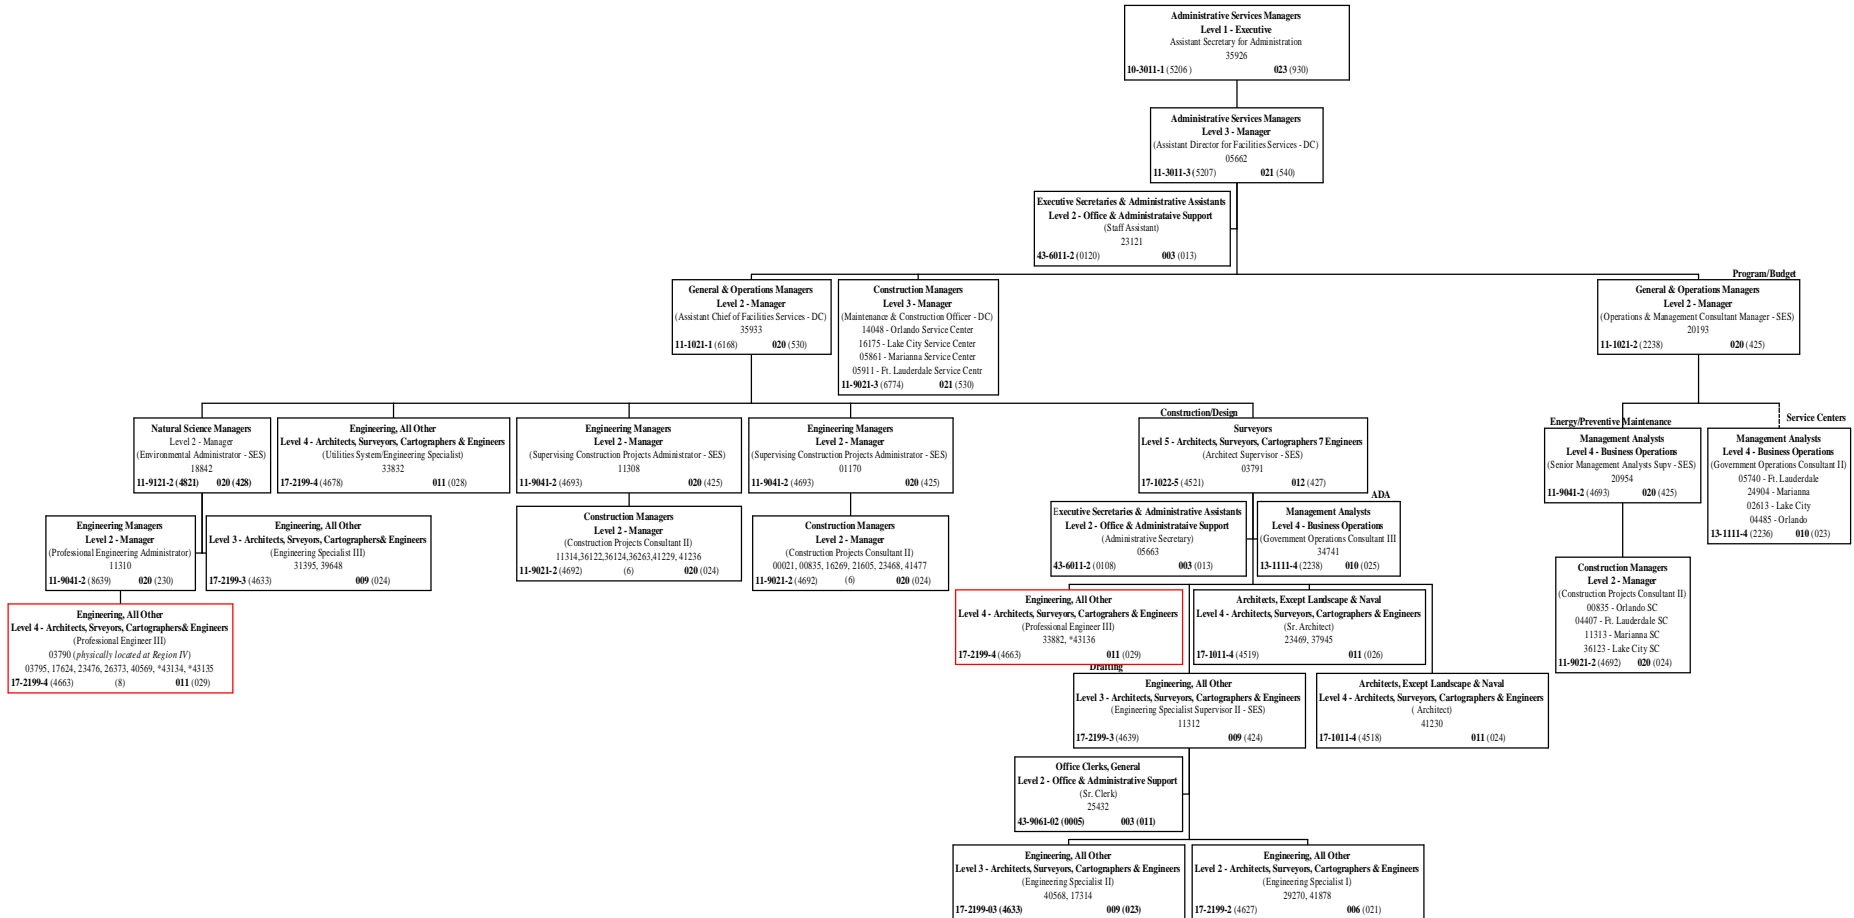 Administrative Services Managers
Level 1 - Executive
Assistant Secretary for Administration
35926
10-3011-1 (5206 ) 023 (930)
Administrative Services Managers
Level 3 - Manager
(Assistant Director for Facilities Services - DC)
05662
11-3011-3 (5207) 021 (540)
Executive Secretaries & Administrative Assistants
Level 2 - Office & Administrataive Support
(Staff Assistant)
23121
43-6011-2 (0120) 003 (013)
General & Operations Managers
Level 2 - Manager
(Assistant Chief of Facilities Services - DC)
35933
11-1021-1 (6168) 020 (530)
Construction Managers
Level 3 - Manager
(Maintenance & Construction Officer - DC)
14048 - Orlando Service Center
16175 - Lake City Service Center
05861 - Marianna Service Center
05911 - Ft. Lauderdale Service Centr
11-9021-3 (6774) 021 (530)
Program/Budget
General & Operations Managers
Level 2 - Manager
(Operations & Management Consultant Manager - SES)
20193
11-1021-2 (2238) 020 (425)
Natural Science Managers
Level 2 - Manager
(Environmental Administrator - SES)
18842
11-9121-2 (4821) 020 (428)
Engineering, All Other
Level 4 - Architects, Surveyors, Cartographers & Engineers
(Utilities System/Engineering Specialist)
33832
17-2199-4 (4678) 011 (028)
Engineering Managers
Level 2 - Manager
(Supervising Construction Projects Administrator - SES)
11308
11-9041-2 (4693) 020 (425)
Engineering Managers
Level 2 - Manager
(Supervising Construction Projects Administrator - SES)
01170
11-9041-2 (4693) 020 (425)
Construction/Design
Surveyors
Level 5 - Architects, Surveyors, Cartographers 7 Engineers
(Architect Supervisor - SES)
03791
17-1022-5 (4521) 012 (427)
Energy/Preventive Maintenance
Management Analysts
Level 4 - Business Operations
(Senior Management Analysts Supv - SES)
20954
11-9041-2 (4693) 020 (425)
Service Centers
Management Analysts
Level 4 - Business Operations
(Government Operations Consultant II)
05740 - Ft. Lauderdale
24904 - Marianna
02613 - Lake City
04485 - Orlando
13-1111-4 (2236) 010 (023)
Engineering Managers
Level 2 - Manager
(Professional Engineering Administrator)
11310
11-9041-2 (8639) 020 (230)
Engineering, All Other
Level 3 - Architects, Srveyors, Cartographers& Engineers
(Engineering Specialist III)
31395, 39648
17-2199-3 (4633) 009 (024)
Construction Managers
Level 2 - Manager
(Construction Projects Consultant II)
11314,36122,36124,36263,41229, 41236
11-9021-2 (4692) (6) 020 (024)
Construction Managers
Level 2 - Manager
(Construction Projects Consultant II)
00021, 00835, 16269, 21605, 23468, 41477
11-9021-2 (4692) (6) 020 (024)
Executive Secretaries & Administrative Assistants
Level 2 - Office & Administrataive Support
(Administrative Secretary)
05663
43-6011-2 (0108) 003 (013)
ADA
Management Analysts
Level 4 - Business Operations
(Government Operations Consultant III
34741
13-1111-4 (2238) 010 (025)
Construction Managers
Level 2 - Manager
(Construction Projects Consultant II)
00835 - Orlando SC
04407 - Ft. Lauderdale SC
11313 - Marianna SC
36123 - Lake City SC
11-9021-2 (4692) 020 (024)
Engineering, All Other
Level 4 - Architects, Srveyors, Cartographers& Engineers
(Professional Engineer III)
03790 (physically located at Region IV)
03795, 17624, 23476, 26373, 40569, *43134, *43135
17-2199-4 (4663) (8) 011 (029)
Engineering, All Other
Level 4 - Architects, Surveyors, Cartograhers & Engineers
(Professional Engineer III)
33882, *43136
17-2199-4 (4663) 011 (029)
Architects, Except Landscape & Naval
Level 4 - Architects, Surveyors, Cartographers & Engineers
(Sr. Architect)
23469, 37945
17-1011-4 (4519) 011 (026)
Drafting
Engineering, All Other
Level 3 - Architects, Surveyors, Cartographers & Engineers
(Engineering Specialist Supervisor II - SES)
11312
17-2199-3 (4639) 009 (424)
Architects, Except Landscape & Naval
Level 4 - Architects, Surveyors, Cartographers & Engineers
( Architect)
41230
17-1011-4 (4518) 011 (024)
Office Clerks, General
Level 2 - Office & Administrative Support
(Sr. Clerk)
25432
43-9061-02 (0005) 003 (011)
Engineering, All Other
Level 3 - Architects, Surveyors, Cartographers & Engineers
(Engineering Specialist II)
40568, 17314
17-2199-03 (4633) 009 (023)
Engineering, All Other
Level 2 - Architects, Surveyors, Cartographers & Engineers
(Engineering Specialist I)
29270, 41878
17-2199-2 (4627) 006 (021)